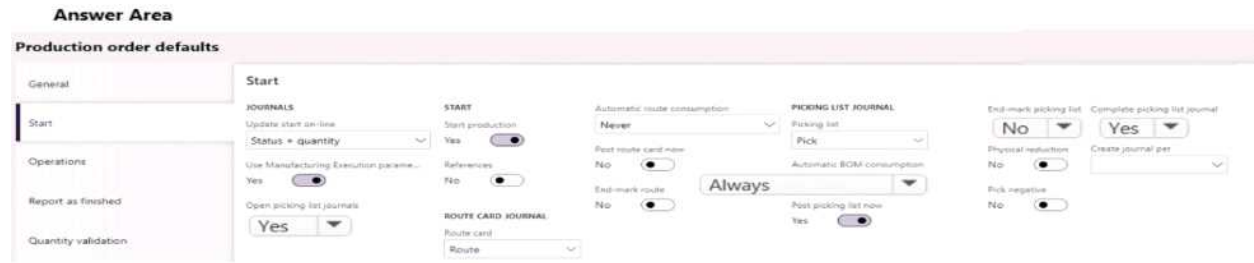 Answer Area
Production order defaults
General
Start
Operations
Report as finished
Quantity validation
Start
JOURNALS
Update start on-line
Status + quantity
Use Manufacturing Execution parame...
Yes
Open picking list journals
Yes
START
Start production
Yes
References
No
ROUTE CARD JOURNAL
Route card
Route
Automatic route consumption
Never
Post route card now
No
End-mark route
No
PICKING LIST JOURNAL
Picking list
Pick
Automatic BOM consumption
Always
Post picking list now
Yes
End-mark picking list
No
Physical reduction
No
Pick negative
No
Complete picking list journal
Yes
Create journal per